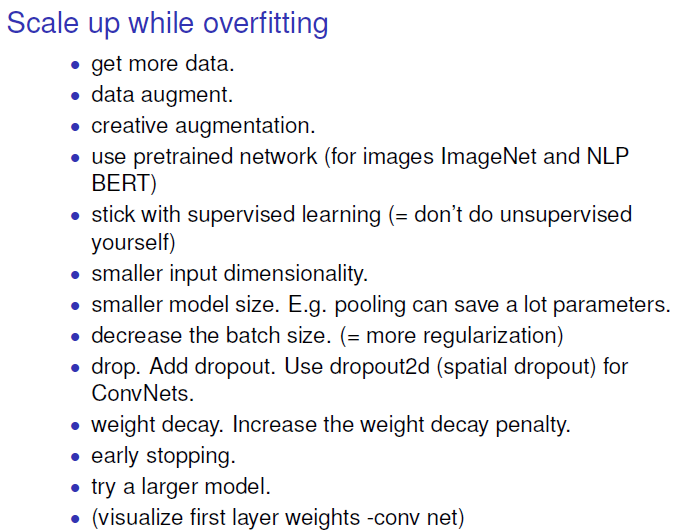 Scale up while overfitting
• get more data.
• data augment.
• creative augmentation.
• use pretrained network (for images ImageNet and NLP
BERT)
• stick with supervised learning (= don't do unsupervised
yourself)
• smaller input dimensionality.
• smaller model size. E.g. pooling can save a lot parameters.
• decrease the batch size. (= more regularization)
• drop. Add dropout. Use dropout2d (spatial dropout) for
ConvNets.
• weight decay. Increase the weight decay penalty.
• early stopping.
• try a larger model.
• (visualize first layer weights -conv net)